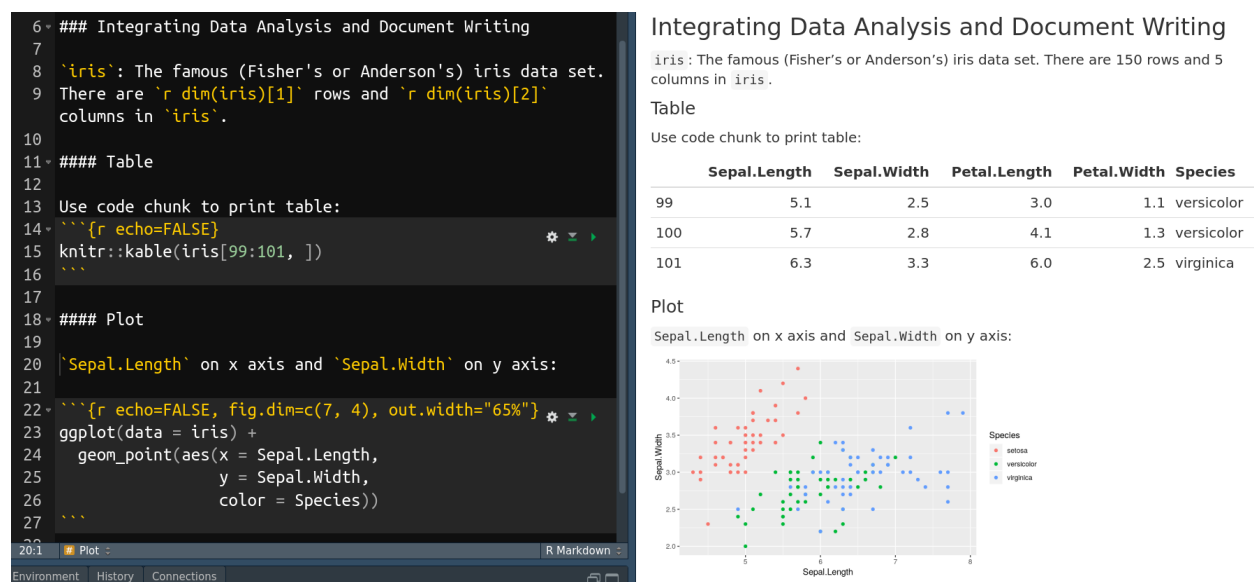 6 ### Integrating Data Analysis and Document Writing
7
8 `iris`: The famous (Fisher's or Anderson's) iris data set.
9 There are `r dim(iris)[1]` rows and `r dim(iris)[2]`
columns in `iris`.
10
11 #### Table
12
13 Use code chunk to print table:
14 ```{r echo=FALSE}
15 knitr::kable(iris[99:101, ])
16 ```
17
18 #### Plot
19
20 `Sepal.Length` on x axis and `Sepal.Width` on y axis:
21
22 ```{r echo=FALSE, fig.dim=c(7, 4), out.width="65%"}
23 ggplot(data = iris) +
24 geom_point(aes(x = Sepal.Length,
25 y = Sepal.Width,
26 color = Species))
27 ```
20:1 # Plot R Markdown
Environment History Connections
Integrating Data Analysis and Document Writing
iris : The famous (Fisher’s or Anderson’s) iris data set. There are 150 rows and 5
columns in iris .
Table
Use code chunk to print table:
Sepal.Length Sepal.Width Petal.Length Petal.Width Species
99 5.1 2.5 3.0 1.1 versicolor
100 5.7 2.8 4.1 1.3 versicolor
101 6.3 3.3 6.0 2.5 virginica
Plot
Sepal.Length on x axis and Sepal.Width on y axis:
4.5
4.0
3.5
3.0
2.5
2.0
Sepal.Width
5 6 7 8
Sepal.Length
Species
setosa
versicolor
virginica